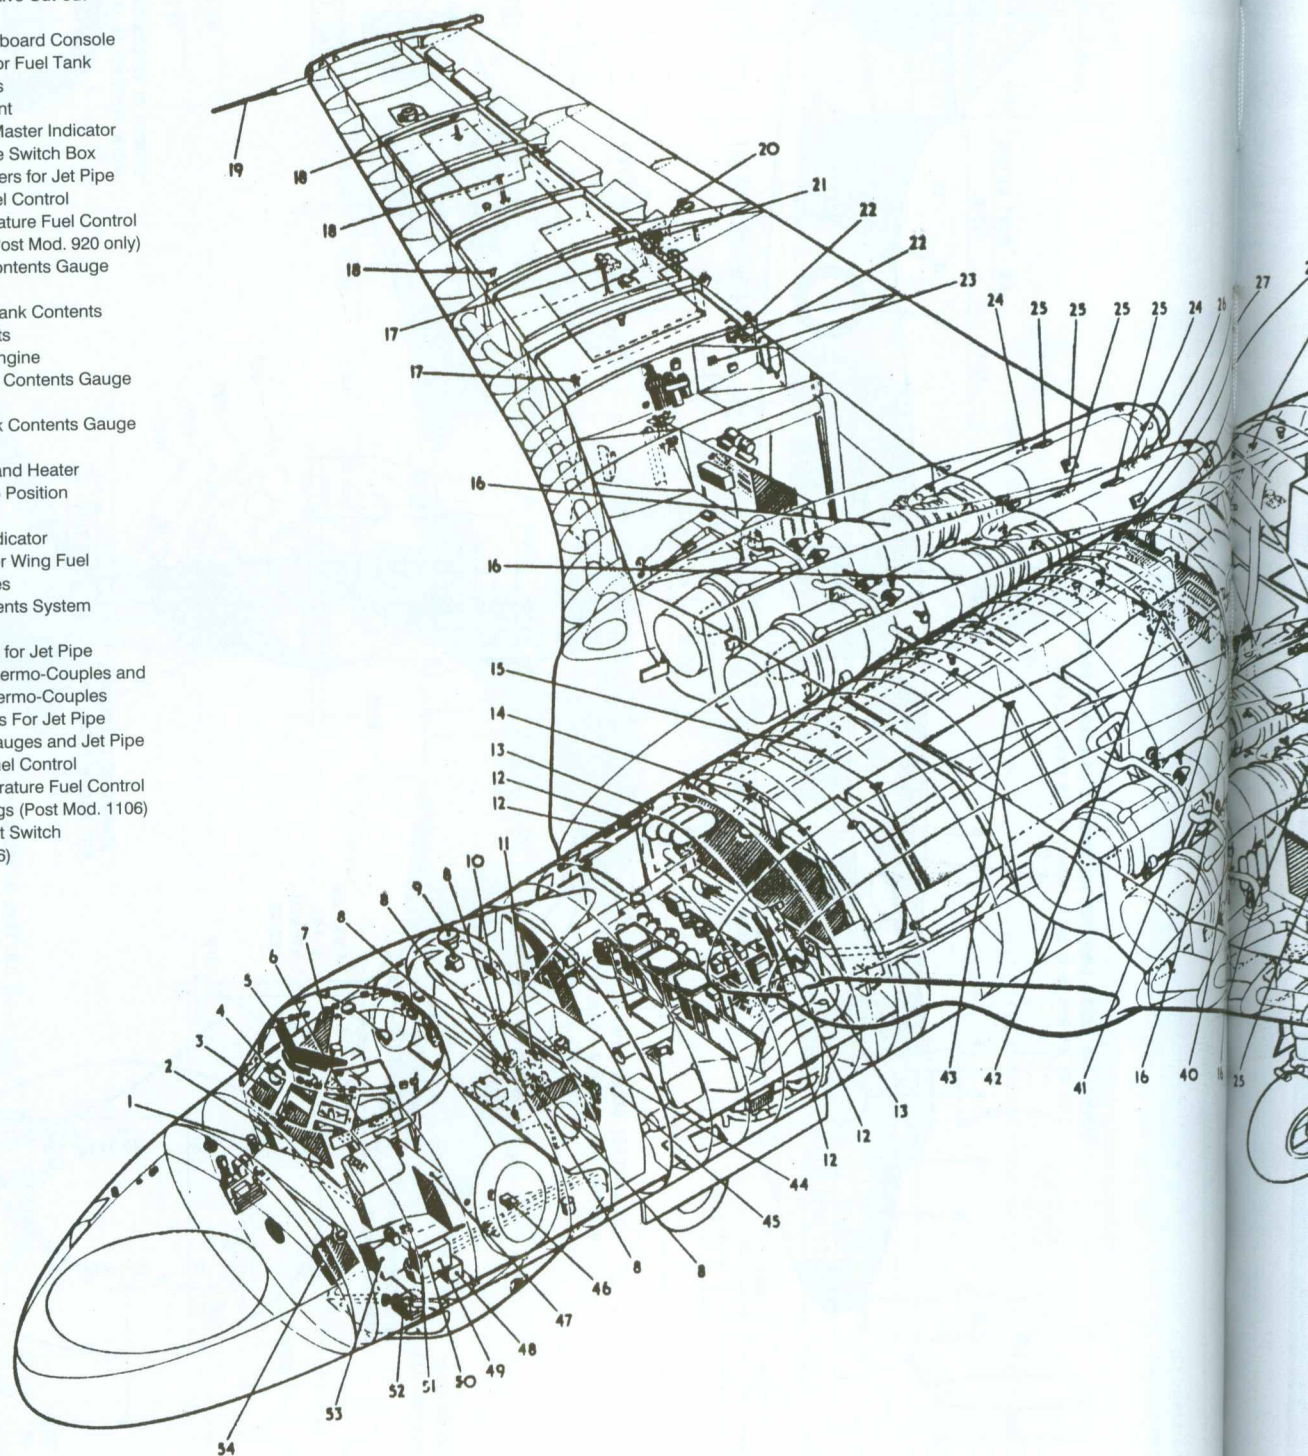 board Console
or Fuel Tank
s
nt
Master Indicator
e Switch Box
ers for Jet Pipe
el Control
ature Fuel Control
Post Mod. 920 only)
ontents Gauge
ank Contents
ts
ngine
Contents Gauge
k Contents Gauge
and Heater
Position
dicator
r Wing Fuel
es
ents System
for Jet Pipe
ermo-Couples and
ermo-Couples
s For Jet Pipe
auges and Jet Pipe
uel Control
rature Fuel Control
gs (Post Mod. 1106)
t Switch
6)
19
18
18
18
17
17
20
21
22
22
23
24 25 25 25 25 24 26 27
16
16
15
14
13
12
12
11
10
8
9
8
8
7
6
5
4
3
2
1
43 42 41 16 40 16 25
13
12
12
44
45
8
8
46
47
48
49
50
51
52
53
54